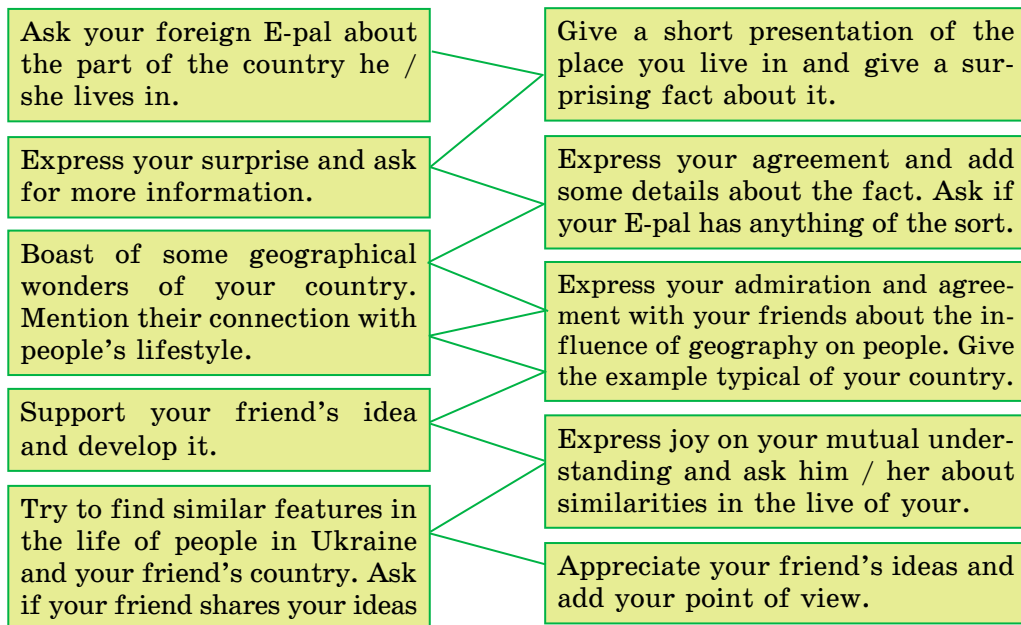 Ask your foreign E-pal about
the part of the country he /
she lives in.
Give a short presentation of the
place you live in and give a sur-
prising fact about it.
Express your surprise and ask
for more information.
Express your agreement and add
some details about the fact. Ask if
your E-pal has anything of the sort.
Boast of some geographical
wonders of your country.
Mention their connection with
people's lifestyle.
Express your admiration and agree-
ment with your friends about the in-
fluence of geography on people. Give
the example typical of your country.
Support your friend's idea
and develop it.
Express joy on your mutual under-
standing and ask him / her about
similarities in the live of your.
Try to find similar features in
the life of people in Ukraine
and your friend's country. Ask
if your friend shares your ideas
Appreciate your friend's ideas and
add your point of view.